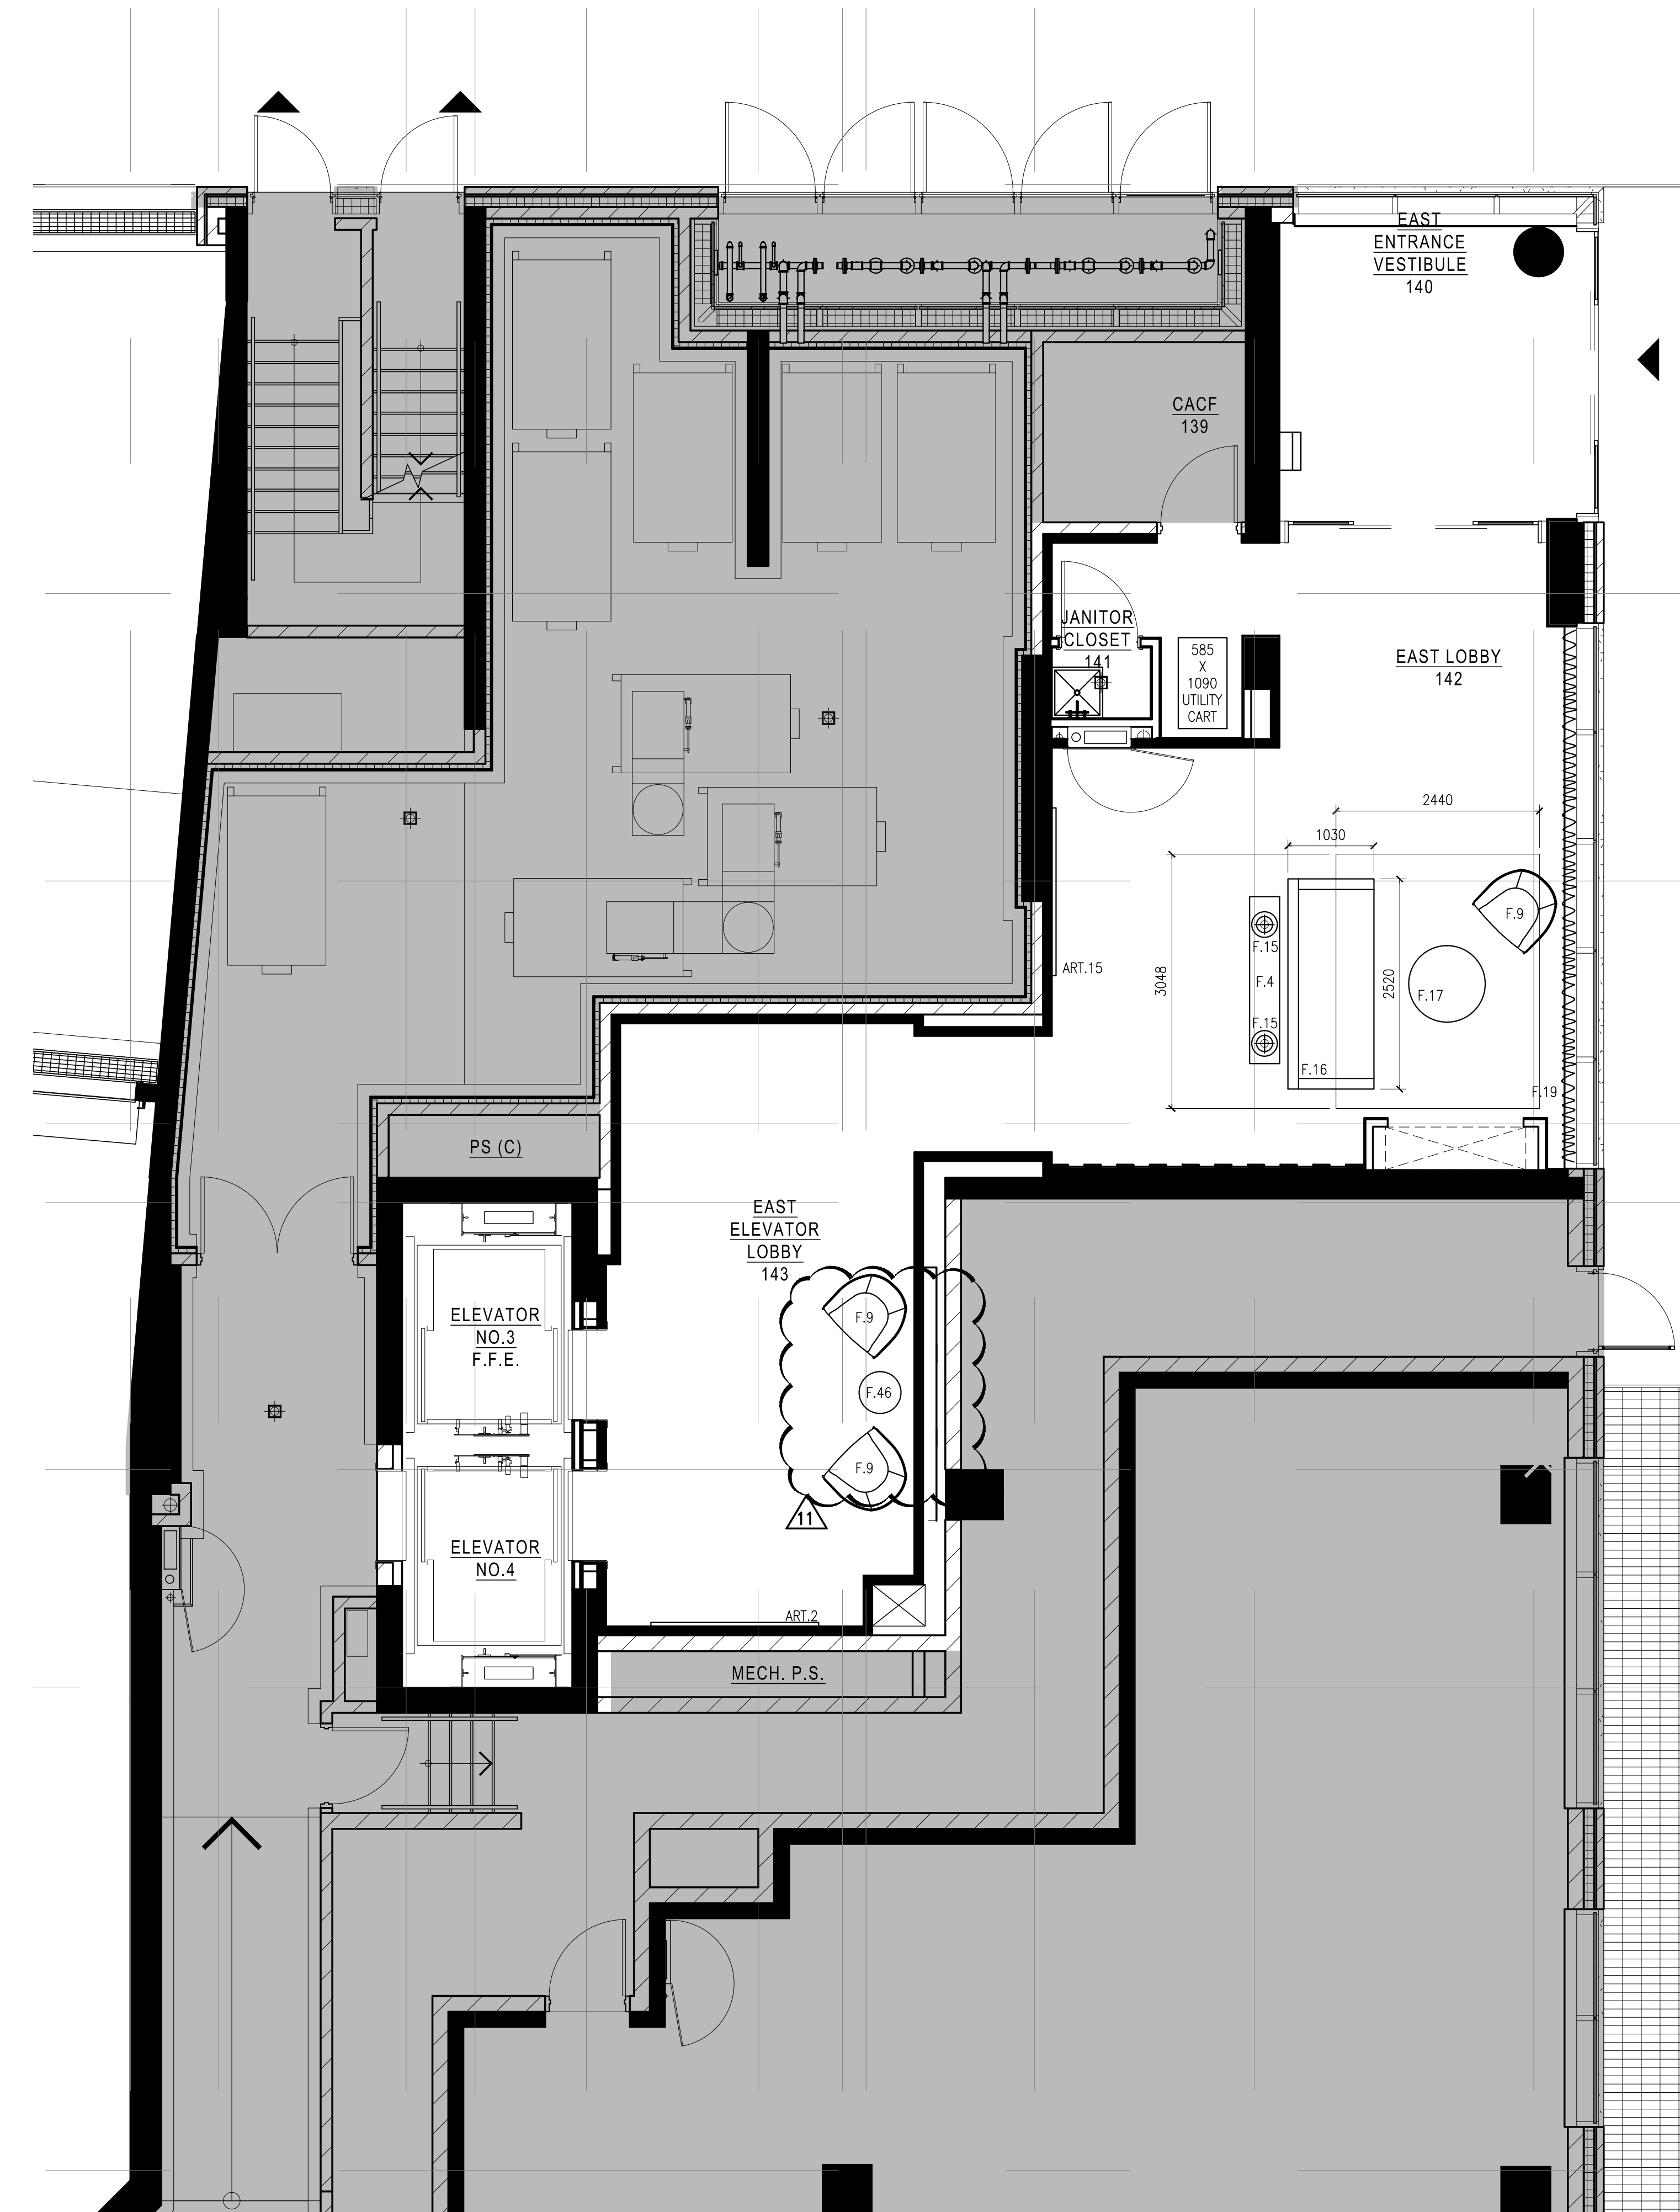 EAST
ENTRANCE
VESTIBULE
140
CACF
139
JANITOR
CLOSET
141
585
X
1090
UTILITY
CART
EAST LOBBY
142
2440
1030
3048
2520
F.9
F.15
F.4
F.15
F.17
F.16
F.19
ART.15
PS (C)
EAST
ELEVATOR
LOBBY
143
ELEVATOR
NO.3
F.F.E.
F.9
F.46
F.9
11
ELEVATOR
NO.4
ART.2
MECH. P.S.